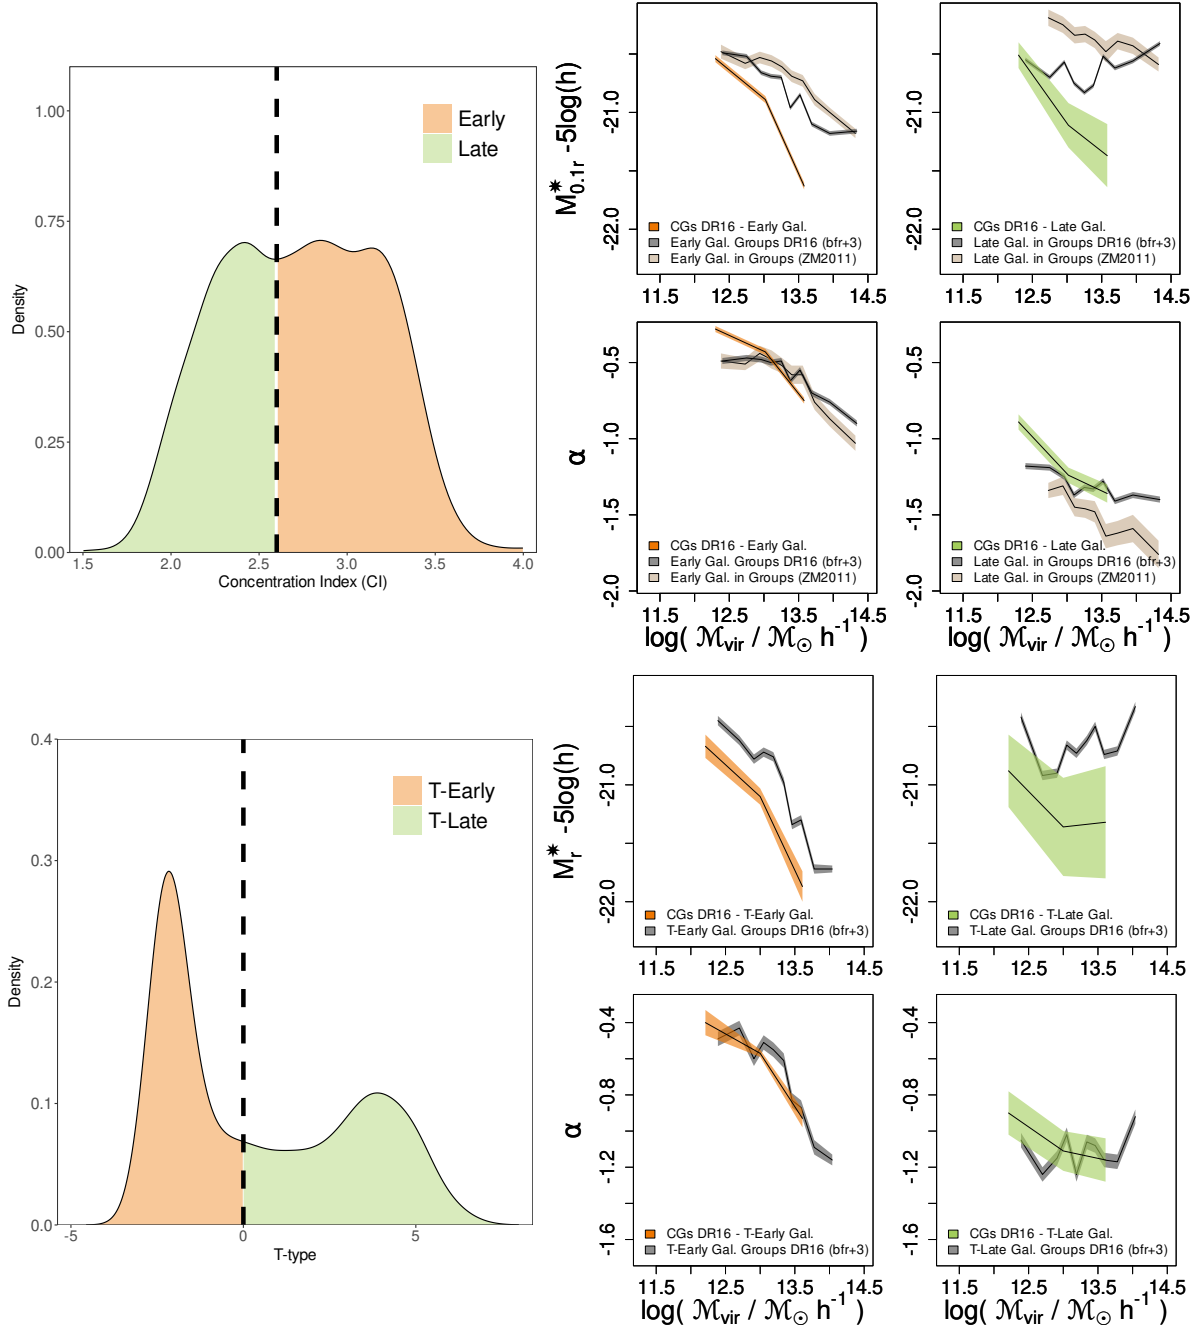 Density
1.00
0.75
0.50
0.25
0.00
1.5 2.0 2.5 3.0 3.5 4.0
Concentration Index (CI)
Early
Late
M*0.1r -5log(h)
-21.0
-22.0
CGs DR16 - Early Gal.
Early Gal. Groups DR16 (bfr+3)
Early Gal. in Groups (ZM2011)
11.5 12.5 13.5 14.5
CGs DR16 - Late Gal.
Late Gal. in Groups DR16 (bfr+3)
Late Gal. in Groups (ZM2011)
-21.0
-22.0
11.5 12.5 13.5 14.5
α
-0.5
-1.0
-1.5
-2.0
CGs DR16 - Early Gal.
Early Gal. Groups DR16 (bfr+3)
Early Gal. in Groups (ZM2011)
11.5 12.5 13.5 14.5
log( ℳvir / ℳ⊙ h⁻¹ )
-0.5
-1.0
-1.5
-2.0
CGs DR16 - Late Gal.
Late Gal. Groups DR16 (bfr+3)
Late Gal. in Groups (ZM2011)
11.5 12.5 13.5 14.5
log( ℳvir / ℳ⊙ h⁻¹ )
Density
0.4
0.3
0.2
0.1
0.0
-5 0 5
T-type
T-Early
T-Late
M*r -5log(h)
-21.0
-22.0
CGs DR16 - T-Early Gal.
T-Early Gal. Groups DR16 (bfr+3)
11.5 12.5 13.5 14.5
-21.0
-22.0
CGs DR16 - T-Late Gal.
T-Late Gal. Groups DR16 (bfr+3)
11.5 12.5 13.5 14.5
α
-0.4
-0.8
-1.2
-1.6
CGs DR16 - T-Early Gal.
T-Early Gal. Groups DR16 (bfr+3)
11.5 12.5 13.5 14.5
log( ℳvir / ℳ⊙ h⁻¹ )
-0.4
-0.8
-1.2
-1.6
CGs DR16 - T-Late Gal.
T-Late Gal. Groups DR16 (bfr+3)
11.5 12.5 13.5 14.5
log( ℳvir / ℳ⊙ h⁻¹ )